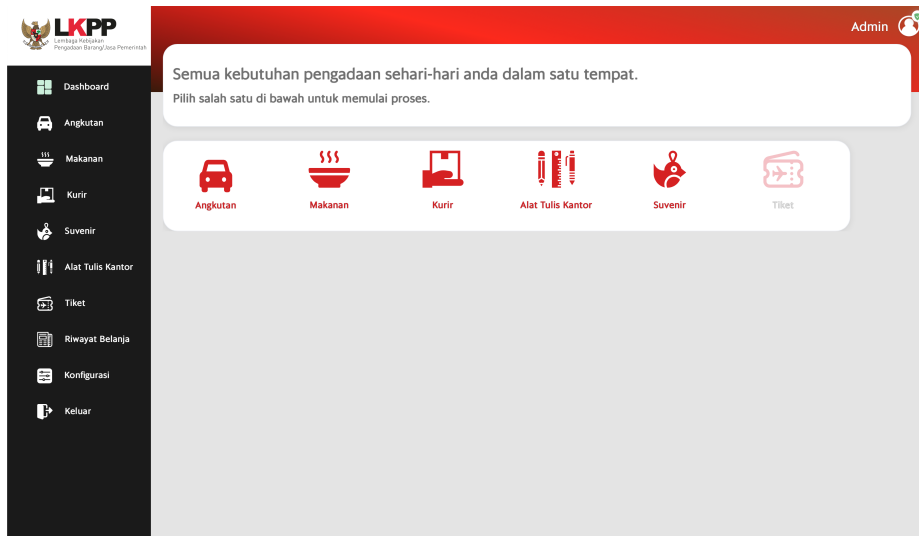 LKPP
Lembaga Kebijakan
Pengadaan Barang/Jasa Pemerintah
Admin
Semua kebutuhan pengadaan sehari-hari anda dalam satu tempat.
Pilih salah satu di bawah untuk memulai proses.
Dashboard
Angkutan
Makanan
Kurir
Suvenir
Alat Tulis Kantor
Tiket
Riwayat Belanja
Konfigurasi
Keluar
Angkutan
Makanan
Kurir
Alat Tulis Kantor
Suvenir
Tiket